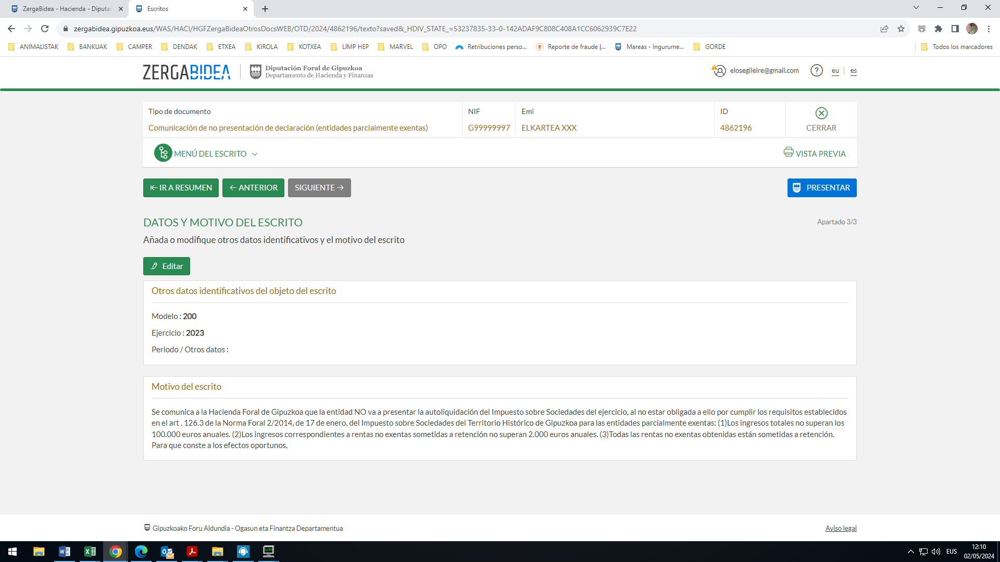 ZergaBidea - Hacienda - Diputac
Escritos
zergabidea.gipuzkoa.eus/WAS/HACI/HGFZergaBideaOtrosDocsWEB/OTD/2024/4862196/texto?saved&_HDIV_STATE_=53237835-33-0-142ADAF9C808C408A1CC6062939C7E22
ANIMALISTAK BANKUAK CAMPER DENDAK ETXEA KIROLA KOTXEA LIMP HEP MARVEL OPO Retribuciones perso... Reporte de fraude |... Mareas - Ingurume... GORDE Todos los marcadores
ZERGABIDEA
Diputación Foral de Gipuzkoa
Departamento de Hacienda y Finanzas
elosegileire@gmail.com ? eu es
Tipo de documento NIF Emi ID
Comunicación de no presentación de declaración (entidades parcialmente exentas) G99999997 ELKARTEA XXX 4862196 CERRAR
MENÚ DEL ESCRITO VISTA PREVIA
IR A RESUMEN ANTERIOR SIGUIENTE PRESENTAR
DATOS Y MOTIVO DEL ESCRITO Apartado 3/3
Añada o modifique otros datos identificativos y el motivo del escrito
Editar
Otros datos identificativos del objeto del escrito
Modelo : 200
Ejercicio : 2023
Periodo / Otros datos :
Motivo del escrito
Se comunica a la Hacienda Foral de Gipuzkoa que la entidad NO va a presentar la autoliquidación del Impuesto sobre Sociedades del ejercicio, al no estar obligada a ello por cumplir los requisitos establecidos
en el art . 126.3 de la Norma Foral 2/2014, de 17 de enero, del Impuesto sobre Sociedades del Territorio Histórico de Gipuzkoa para las entidades parcialmente exentas: (1)Los ingresos totales no superan los
100.000 euros anuales. (2)Los ingresos correspondientes a rentas no exentas sometidas a retención no superan 2.000 euros anuales. (3)Todas las rentas no exentas obtenidas están sometidas a retención.
Para que conste a los efectos oportunos,
Gipuzkoako Foru Aldundia - Ogasun eta Finantza Departamentua Aviso legal
EUS
12:10
02/05/2024